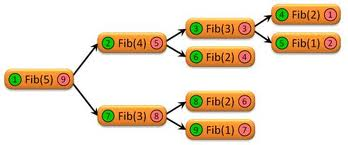 1 Fib(5) 9
2 Fib(4) 5
3 Fib(3) 3
4 Fib(2) 1
5 Fib(1) 2
6 Fib(2) 4
7 Fib(3) 8
8 Fib(2) 6
9 Fib(1) 7